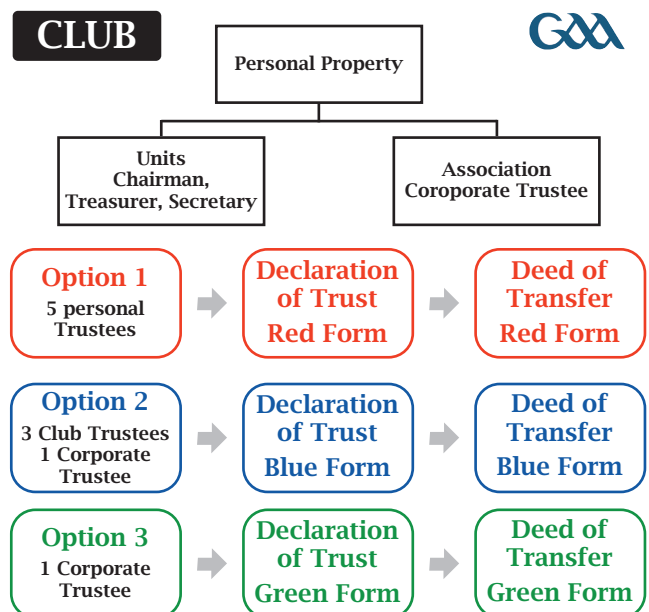 CLUB
GAA
Personal Property
Units
Chairman,
Treasurer, Secretary
Association
Coroporate Trustee
Option 1
5 personal
Trustees
Declaration
of Trust
Red Form
Deed of
Transfer
Red Form
Option 2
3 Club Trustees
1 Corporate
Trustee
Declaration
of Trust
Blue Form
Deed of
Transfer
Blue Form
Option 3
1 Corporate
Trustee
Declaration
of Trust
Green Form
Deed of
Transfer
Green Form